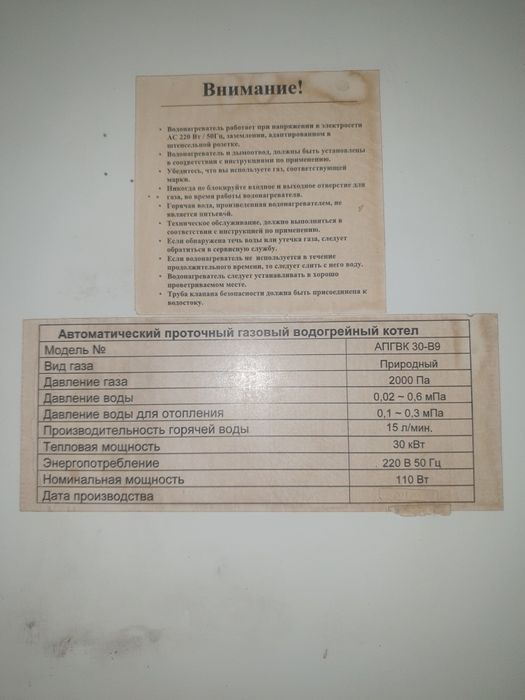 Внимание!
• Водонагреватель работает при напряжении в электросети
АС 220 Вт / 50Гц, заземлении, адаптированном в
штепсельной розетке.
• Водонагреватель и дымоотвод, должны быть установлены
в соответствии с инструкциями по применению.
• Убедитесь, что вы используете газ, соответствующей
марки.
• Никогда не блокируйте входное и выходное отверстие для
газа, во время работы водонагревателя.
• Горячая вода, произведенная водонагревателем, не
является питьевой.
• Техническое обслуживание, должно выполняться в
соответствии с инструкцией по применению.
• Если обнаружена течь воды или утечка газа, следует
обратиться в сервисную службу.
• Если водонагреватель не используется в течение
продолжительного времени, то следует слить с него воду.
• Водонагреватель следует устанавливать в хорошо
проветриваемом месте.
• Труба клапана безопасности должна быть присоединена к
водостоку.
Автоматический проточный газовый водогрейный котел
Модель № АПГВК 30-В9
Вид газа Природный
Давление газа 2000 Па
Давление воды 0,02 ~ 0,6 мПа
Давление воды для отопления 0,1 ~ 0,3 мПа
Производительность горячей воды 15 л/мин.
Тепловая мощность 30 кВт
Энергопотребление 220 В 50 Гц
Номинальная мощность 110 Вт
Дата производства